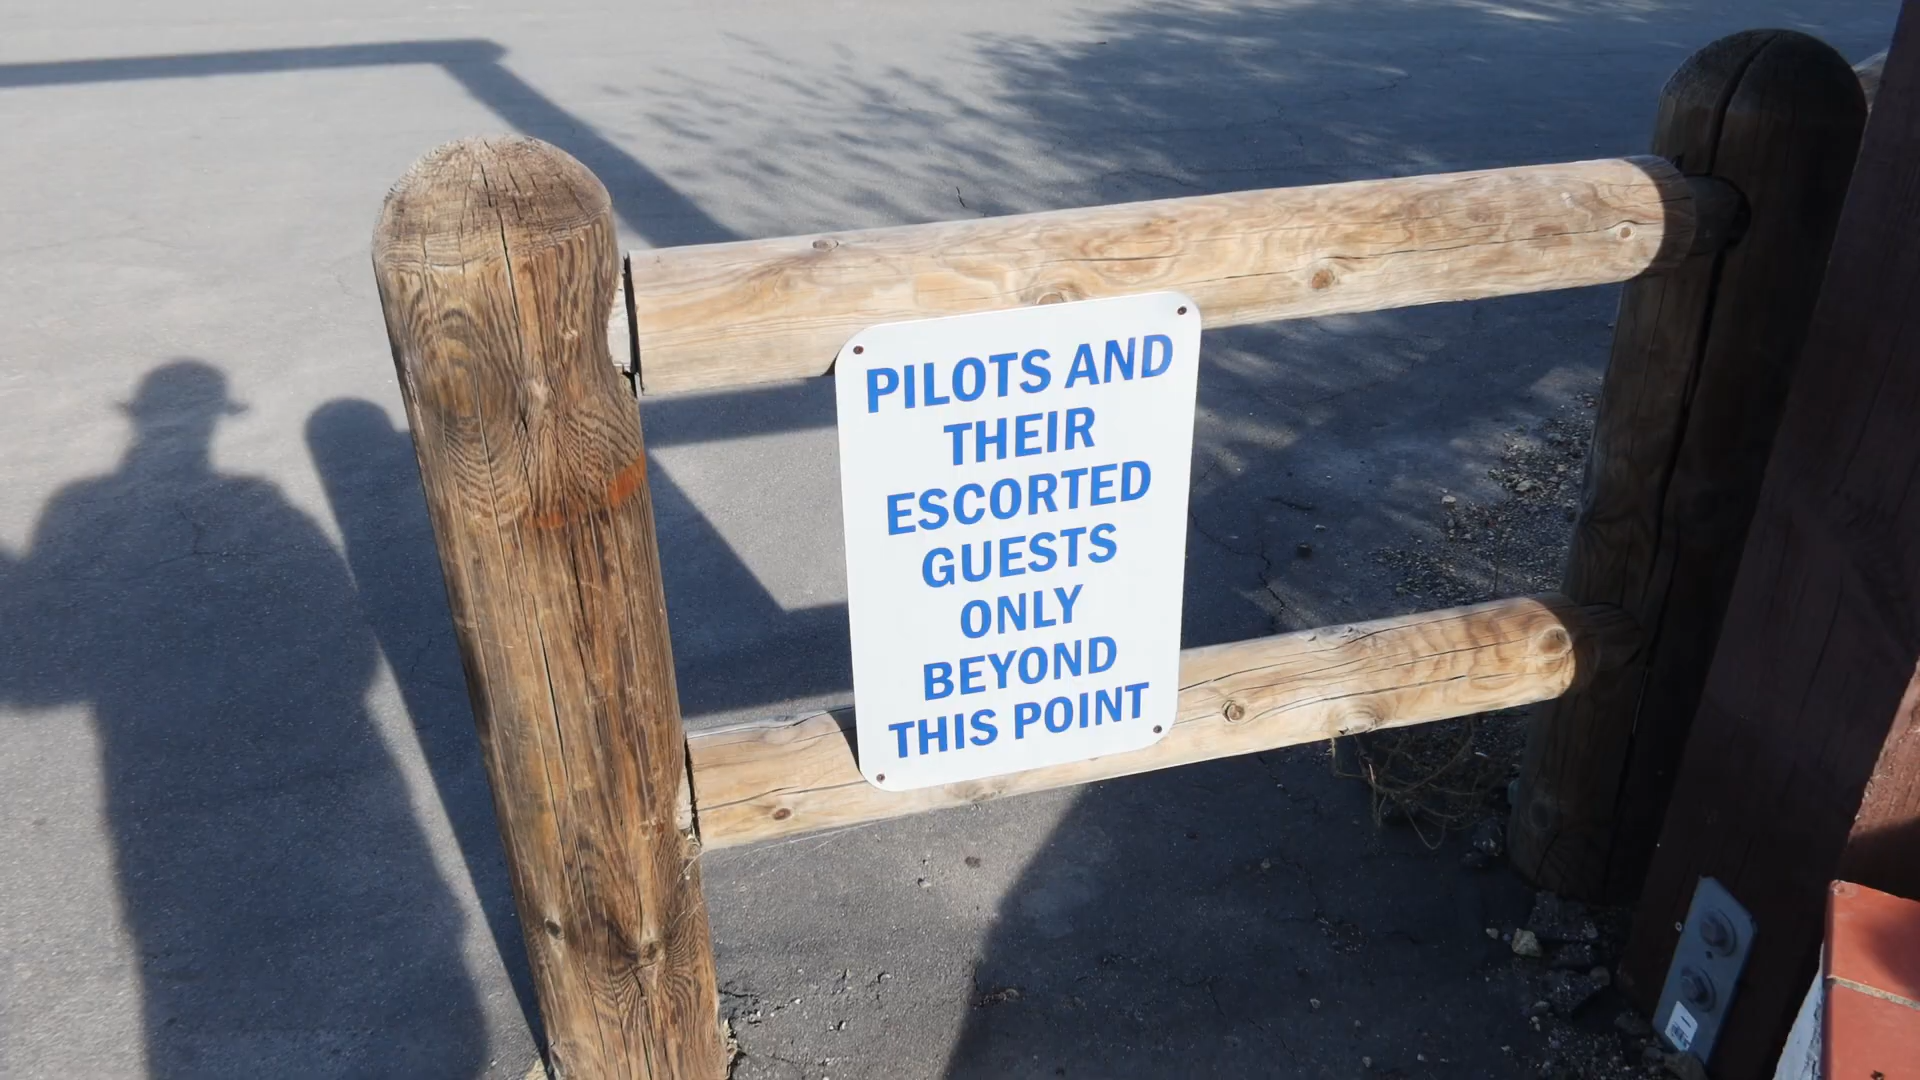 PILOTS AND
THEIR
ESCORTED
GUESTS
ONLY
BEYOND
THIS POINT